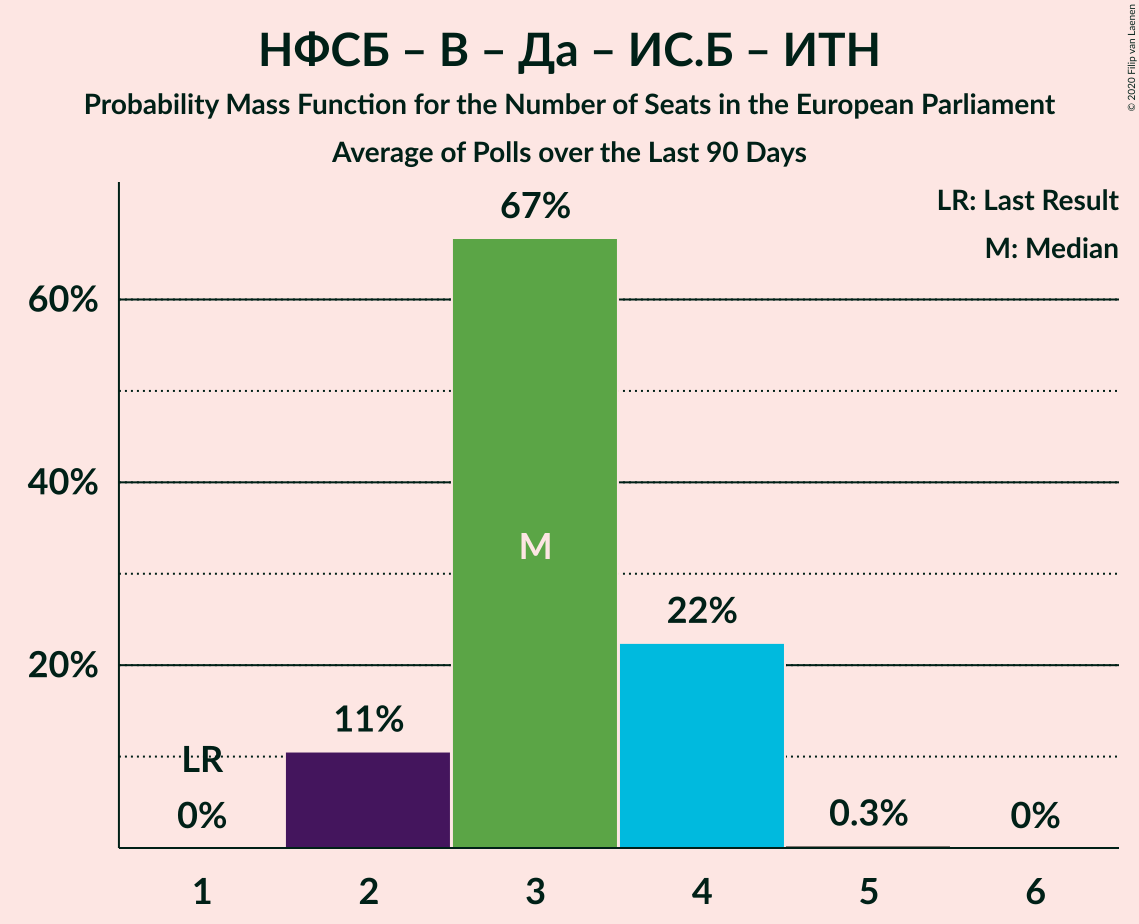 НФСБ – В – Да – ИС.Б – ИТН
Probability Mass Function for the Number of Seats in the European Parliament
Average of Polls over the Last 90 Days
© 2020 Filip van Laenen
LR: Last Result
M: Median
67%
60%
40%
M
22%
20%
11%
LR
0%
0.3%
0%
1 2 3 4 5 6